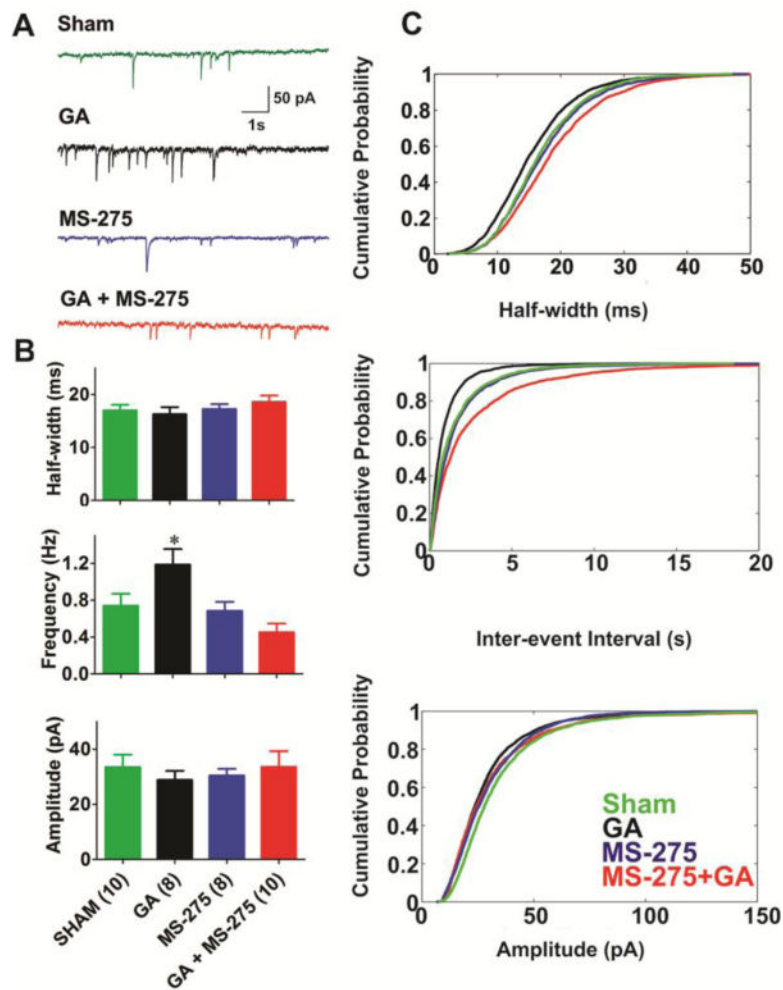 A
Sham
50 pA
1s
GA
MS-275
GA + MS-275
B
Half-width (ms)
20
10
0
Frequency (Hz)
1.2
0.8
0.4
0.0
*
Amplitude (pA)
40
20
0
SHAM (10)
GA (8)
MS-275 (8)
GA + MS-275 (10)
C
Cumulative Probability
1
0.8
0.6
0.4
0.2
0
0 10 20 30 40 50
Half-width (ms)
Cumulative Probability
1
0.8
0.6
0.4
0.2
0
0 5 10 15 20
Inter-event Interval (s)
Cumulative Probability
1
0.8
0.6
0.4
0.2
0
0 50 100 150
Amplitude (pA)
Sham
GA
MS-275
MS-275+GA